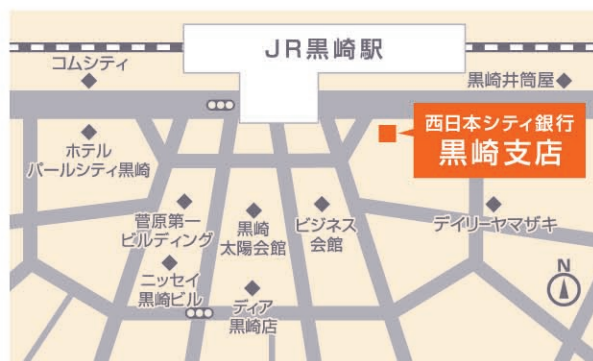 JR黒崎駅
コムシティ
黒崎井筒屋
西日本シティ銀行
黒崎支店
ホテル
パールシティ黒崎
菅原第一
ビルディング
黒崎
太陽会館
ビジネス
会館
デイリーヤマザキ
ニッセイ
黒崎ビル
ディア
黒崎店
N